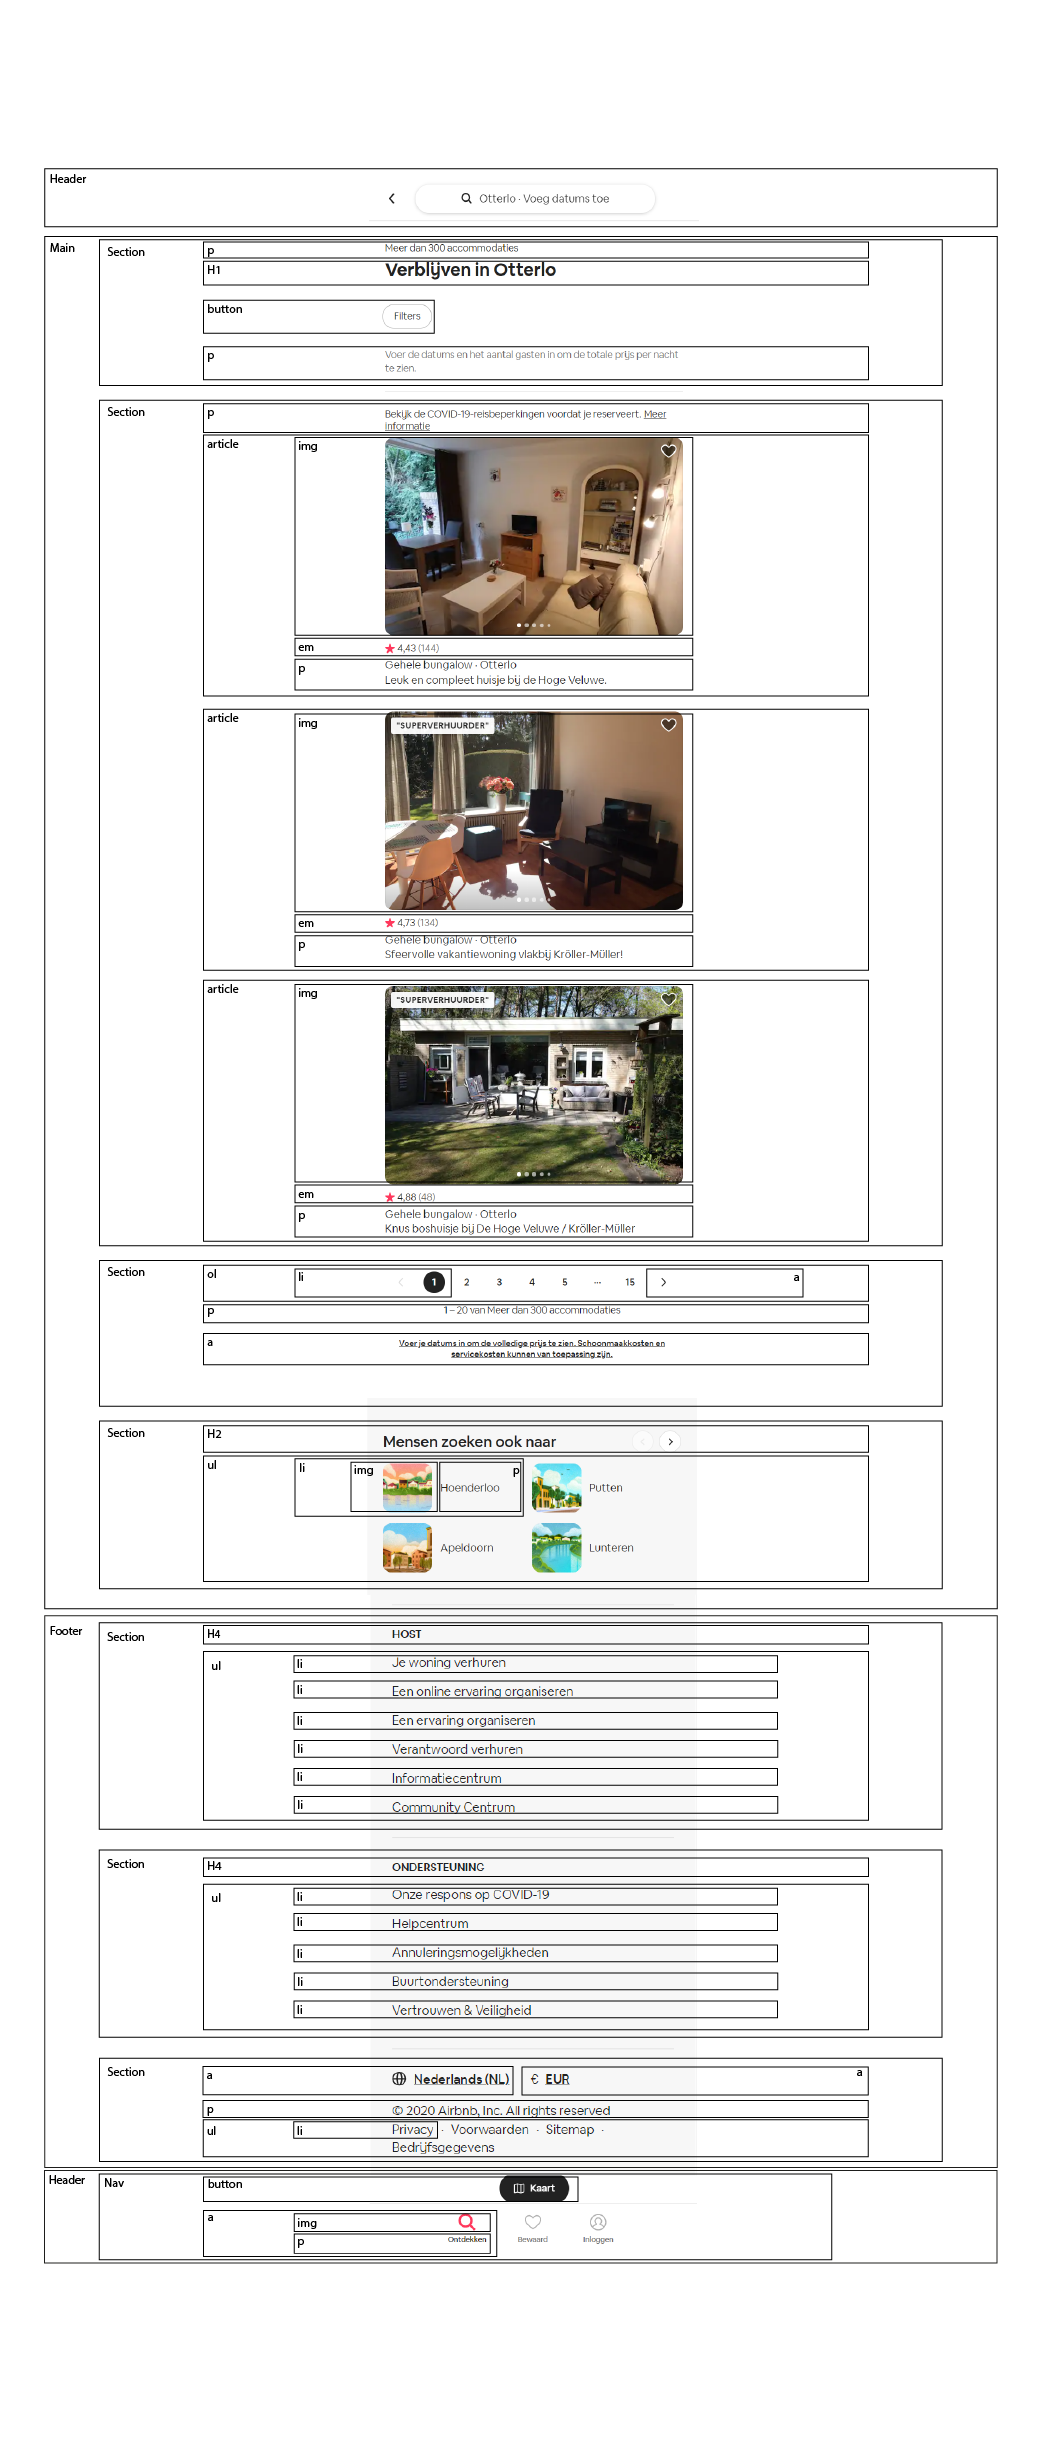 Header
Otterlo · Voeg datums toe
Main
Section
p
Meer dan 300 accommodaties
H1
Verblijven in Otterlo
button
Filters
p
Voer de datums en het aantal gasten in om de totale prijs per nacht
te zien.
Section
p
Bekijk de COVID-19-reisbeperkingen voordat je reserveert. Meer
informatie
article
img
em
4,43 (144)
p
Gehele bungalow · Otterlo
Leuk en compleet huisje bij de Hoge Veluwe.
article
img
"SUPERVERHUURDER"
em
4,73 (134)
p
Gehele bungalow · Otterlo
Sfeervolle vakantiewoning vlakbij Kröller-Müller!
article
img
"SUPERVERHUURDER"
em
4,88 (48)
p
Gehele bungalow · Otterlo
Knus boshuisje bij De Hoge Veluwe / Kröller-Müller
Section
ol
li
1 2 3 4 5 ··· 15
a
p
1 – 20 van Meer dan 300 accommodaties
a
Voer je datums in om de volledige prijs te zien. Schoonmaakkosten en
servicekosten kunnen van toepassing zijn.
Section
H2
Mensen zoeken ook naar
ul
li
img
p
Hoenderloo
Putten
Apeldoorn
Lunteren
Footer
Section
H4
HOST
ul
li
Je woning verhuren
li
Een online ervaring organiseren
li
Een ervaring organiseren
li
Verantwoord verhuren
li
Informatiecentrum
li
Community Centrum
Section
H4
ONDERSTEUNING
ul
li
Onze respons op COVID-19
li
Helpcentrum
li
Annuleringsmogelijkheden
li
Buurtondersteuning
li
Vertrouwen & Veiligheid
Section
a
Nederlands (NL)
€ EUR
a
p
© 2020 Airbnb, Inc. All rights reserved
ul
li
Privacy · Voorwaarden · Sitemap ·
Bedrijfsgegevens
Header
Nav
button
Kaart
a
img
p
Ontdekken
Bewaard
Inloggen